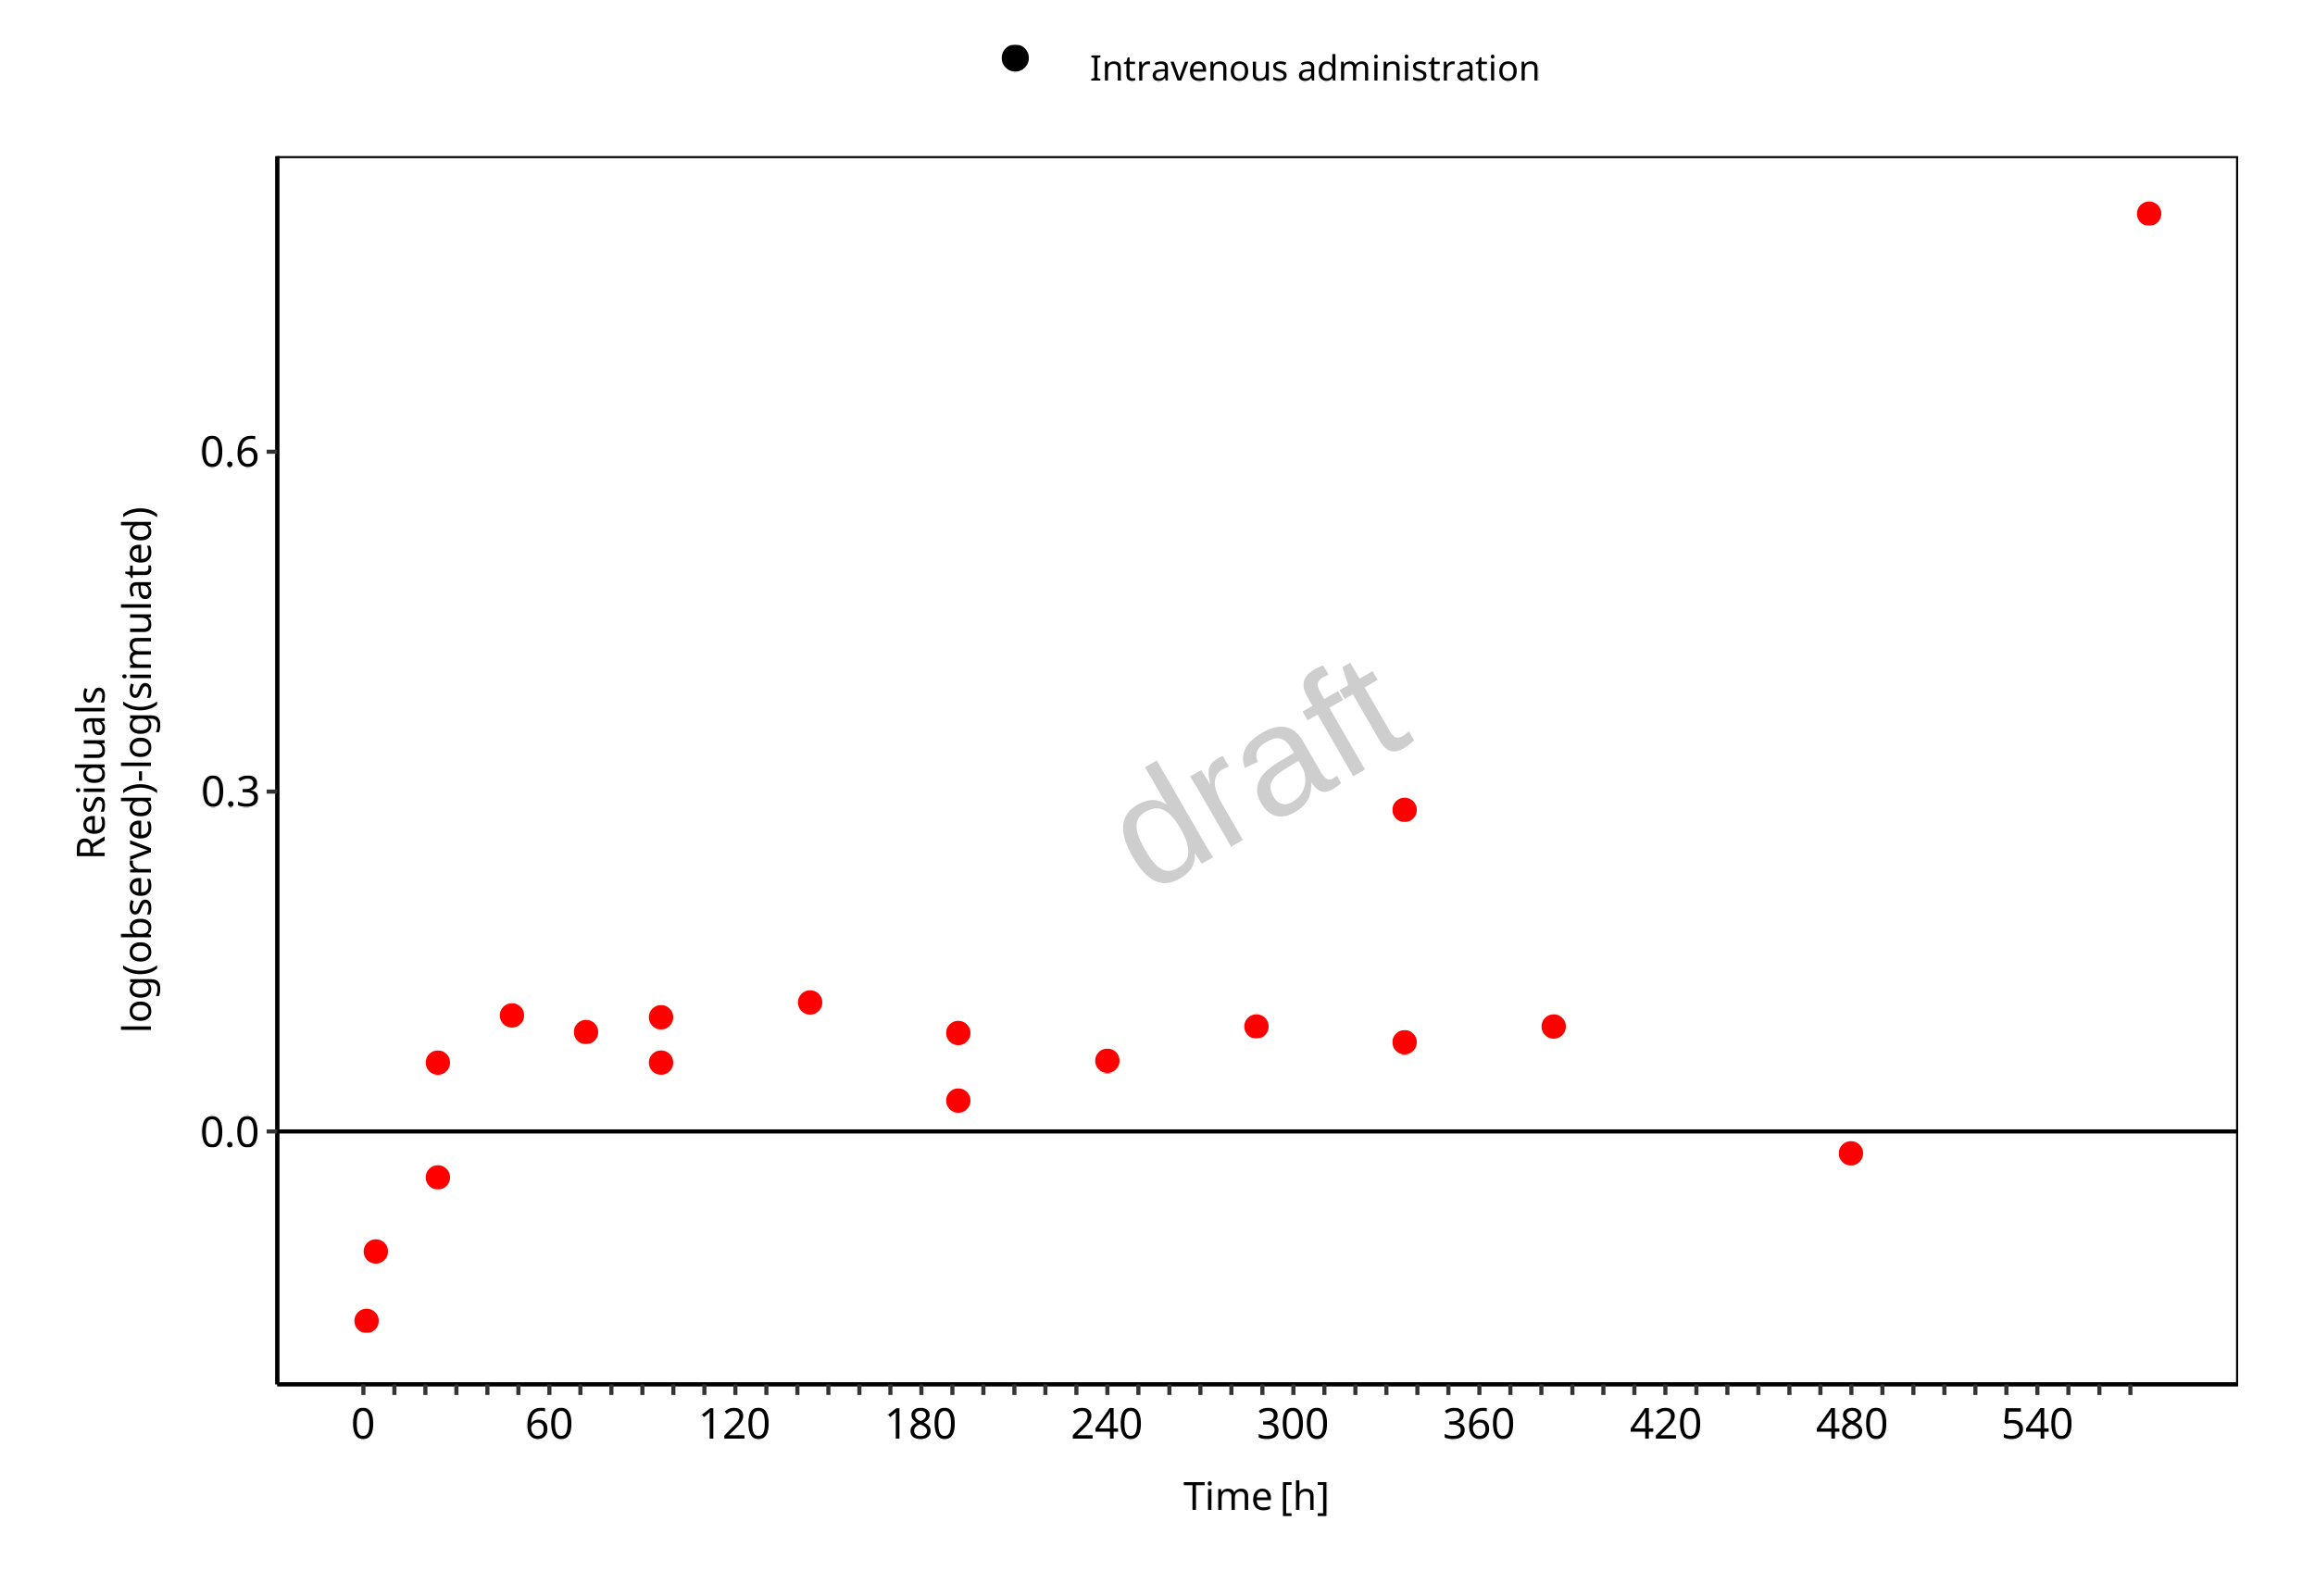 Intravenous administration
Residuals
log(observed)-log(simulated)
0.6
0.3
0.0
draft
0 60 120 180 240 300 360 420 480 540
Time [h]